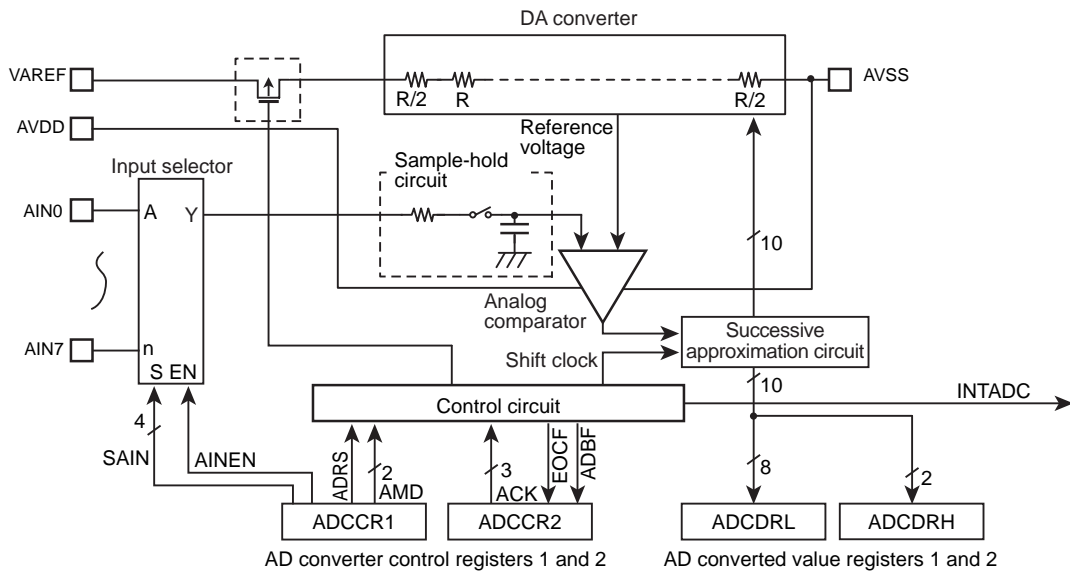 DA converter
VAREF
R/2
R
R/2
AVSS
AVDD
Reference
voltage
Input selector
Sample-hold
circuit
AIN0
A
Y
10
Analog
comparator
Successive
approximation circuit
AIN7
n
Shift clock
S EN
10
INTADC
Control circuit
4
SAIN
AINEN
ADRS
2
AMD
3
ACK
EOCF
ADBF
8
2
ADCCR1
ADCCR2
ADCDRL
ADCDRH
AD converter control registers 1 and 2
AD converted value registers 1 and 2